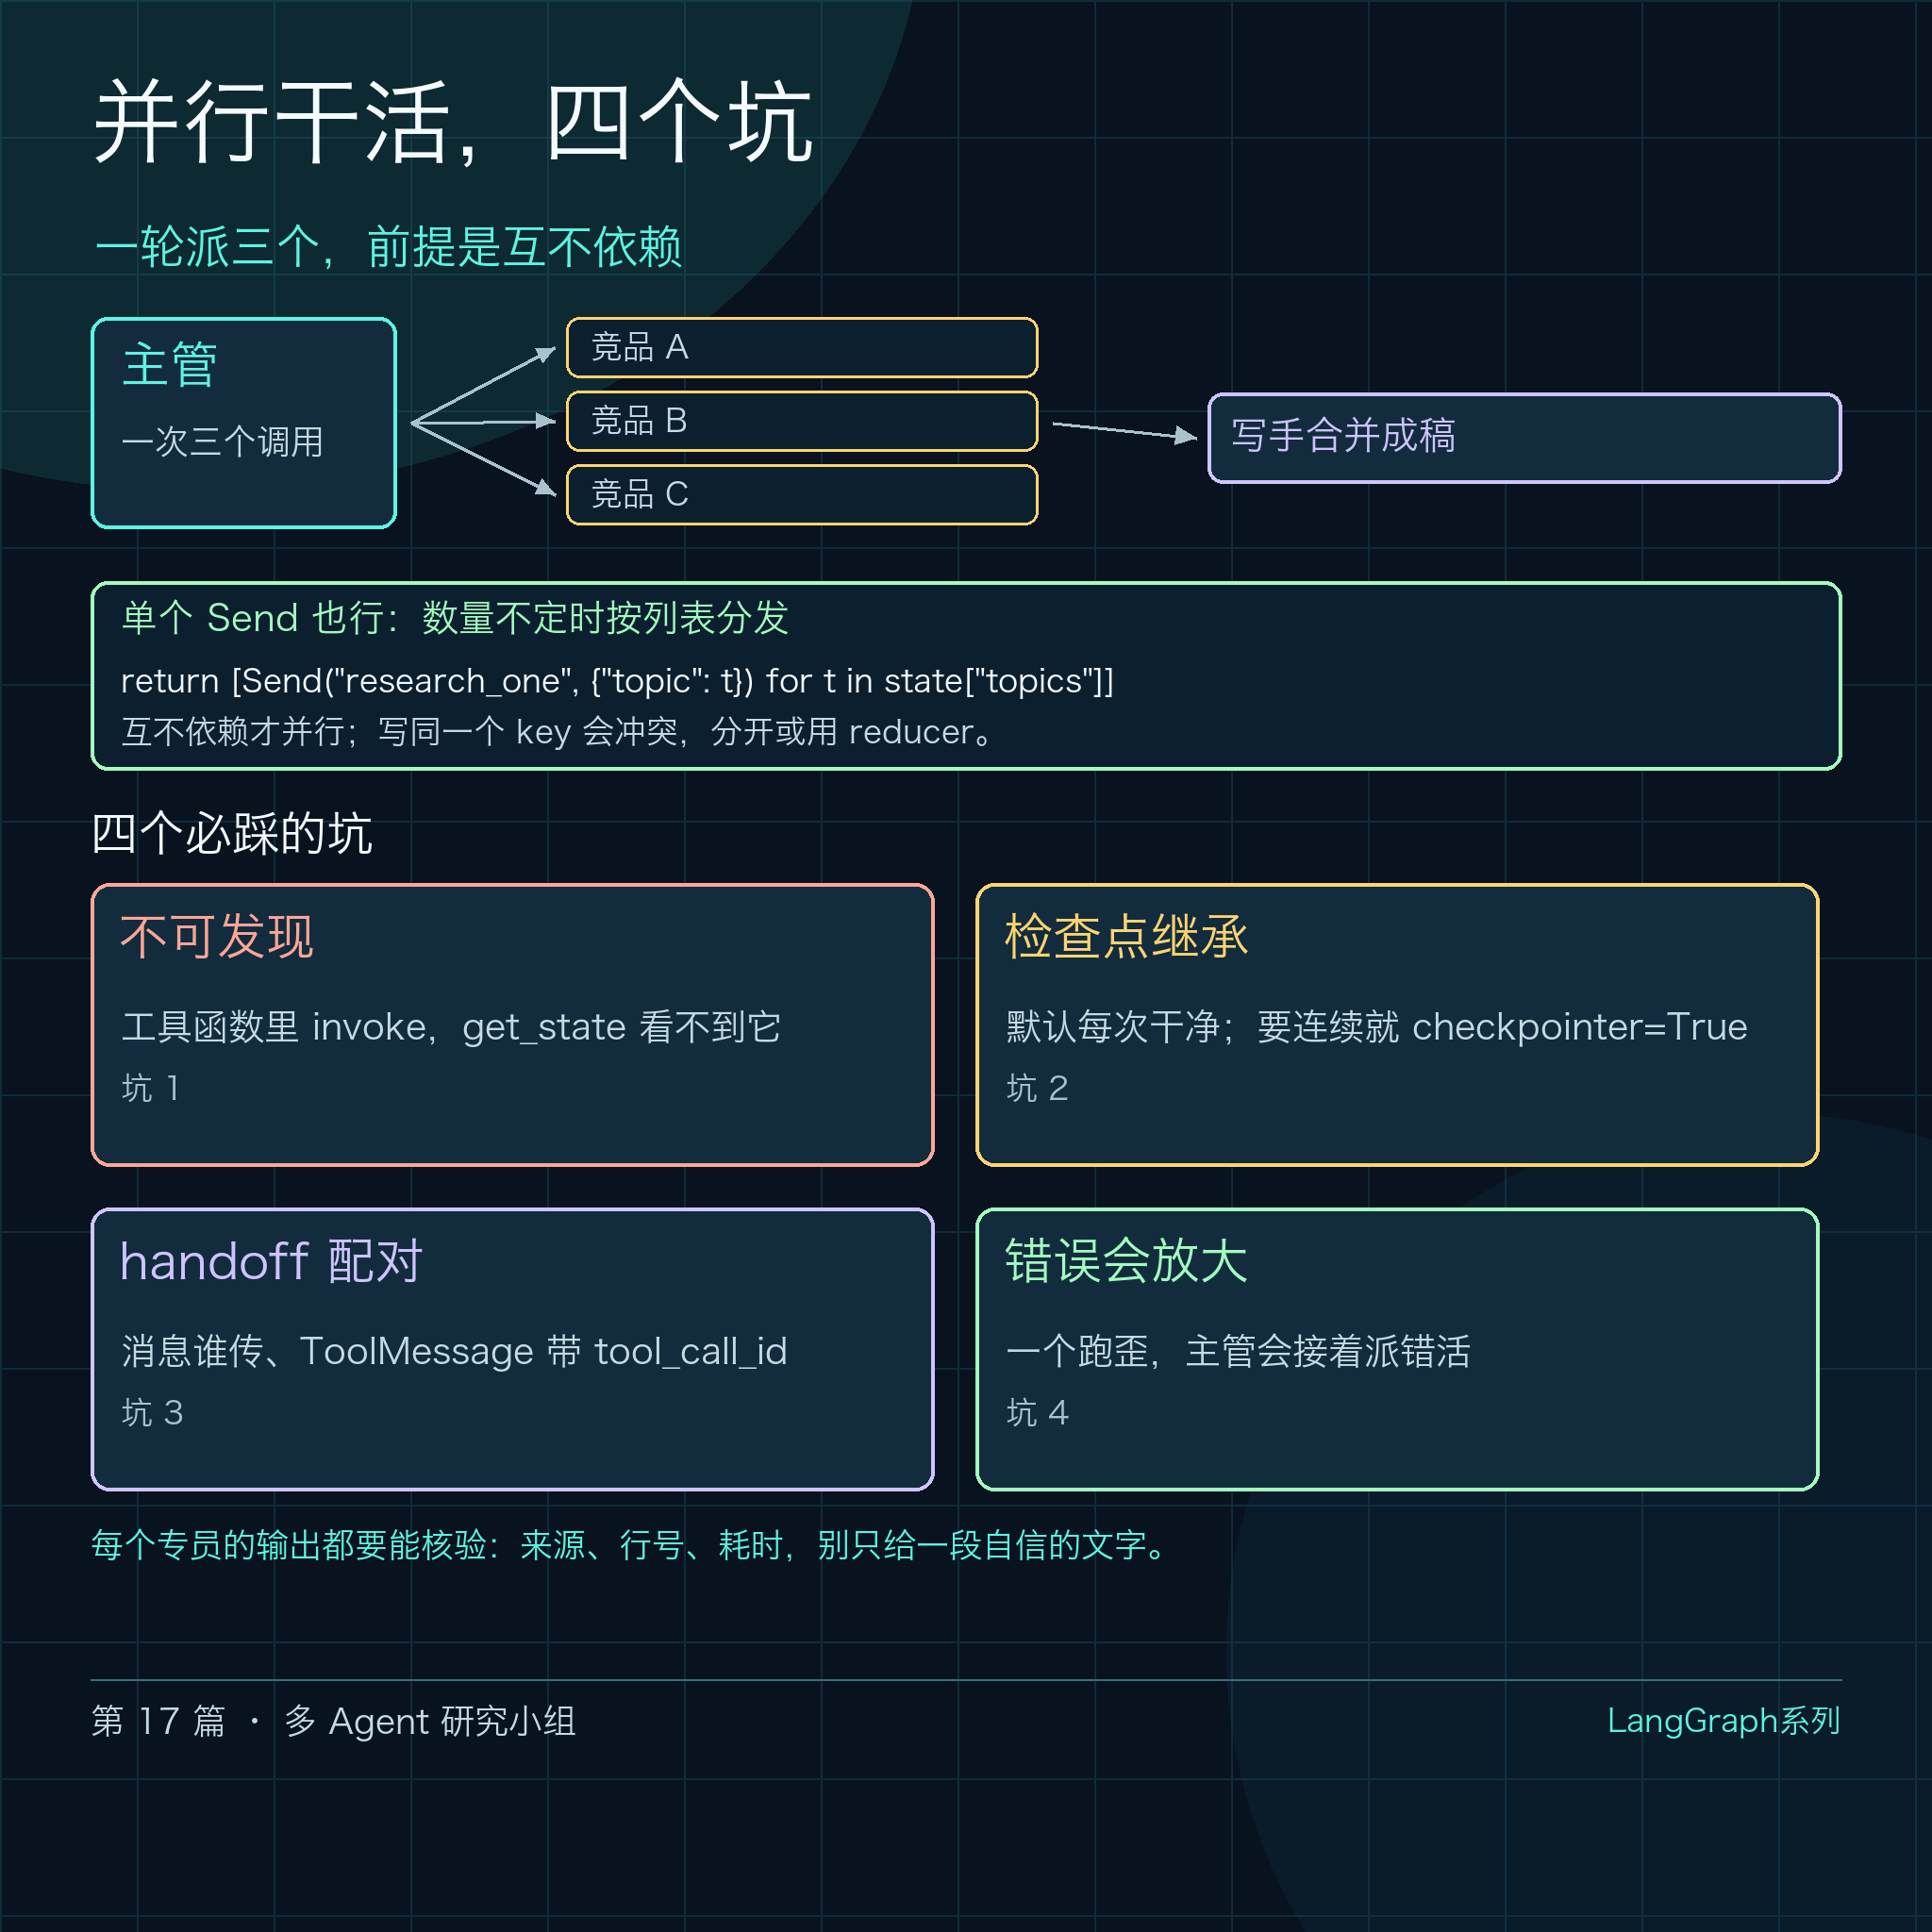 并行干活，四个坑
一轮派三个，前提是互不依赖
主管
一次三个调用
竞品 A
竞品 B
竞品 C
写手合并成稿
单个 Send 也行：数量不定时按列表分发
return [Send("research_one", {"topic": t}) for t in state["topics"]]
互不依赖才并行；写同一个 key 会冲突，分开或用 reducer。
四个必踩的坑
不可发现
工具函数里 invoke，get_state 看不到它
坑 1
检查点继承
默认每次干净；要连续就 checkpointer=True
坑 2
handoff 配对
消息谁传、ToolMessage 带 tool_call_id
坑 3
错误会放大
一个跑歪，主管会接着派错活
坑 4
每个专员的输出都要能核验：来源、行号、耗时，别只给一段自信的文字。
第 17 篇 · 多 Agent 研究小组
LangGraph系列